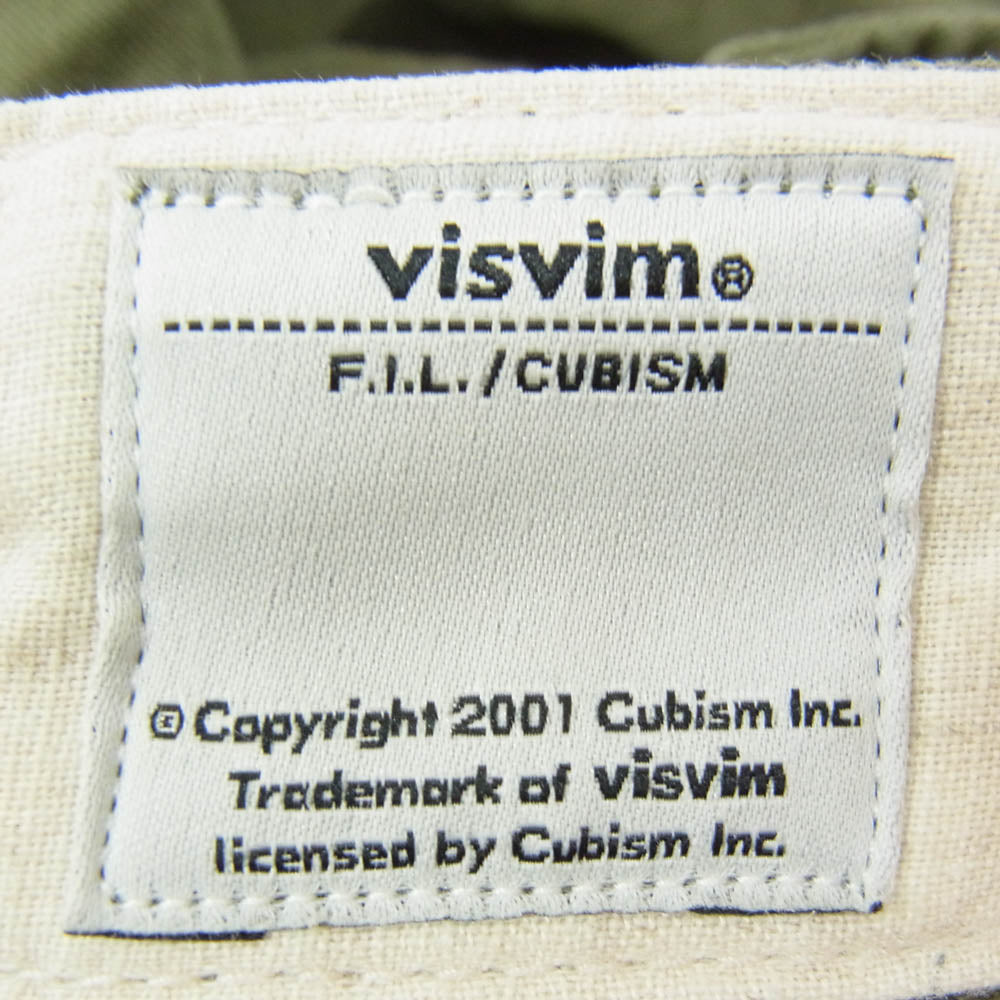 visvim®
F.I.L./CUBISM
© Copyright 2001 Cubism Inc.
Trademark of visvim
licensed by Cubism Inc.